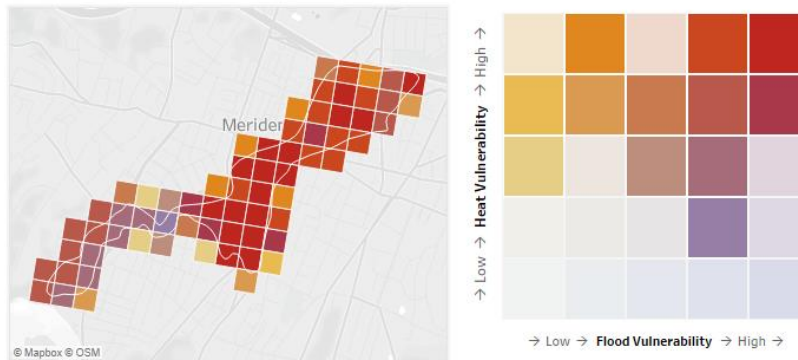 Meriden
© Mapbox © OSM
→ Low → Heat Vulnerability → High →
→ Low → Flood Vulnerability → High →